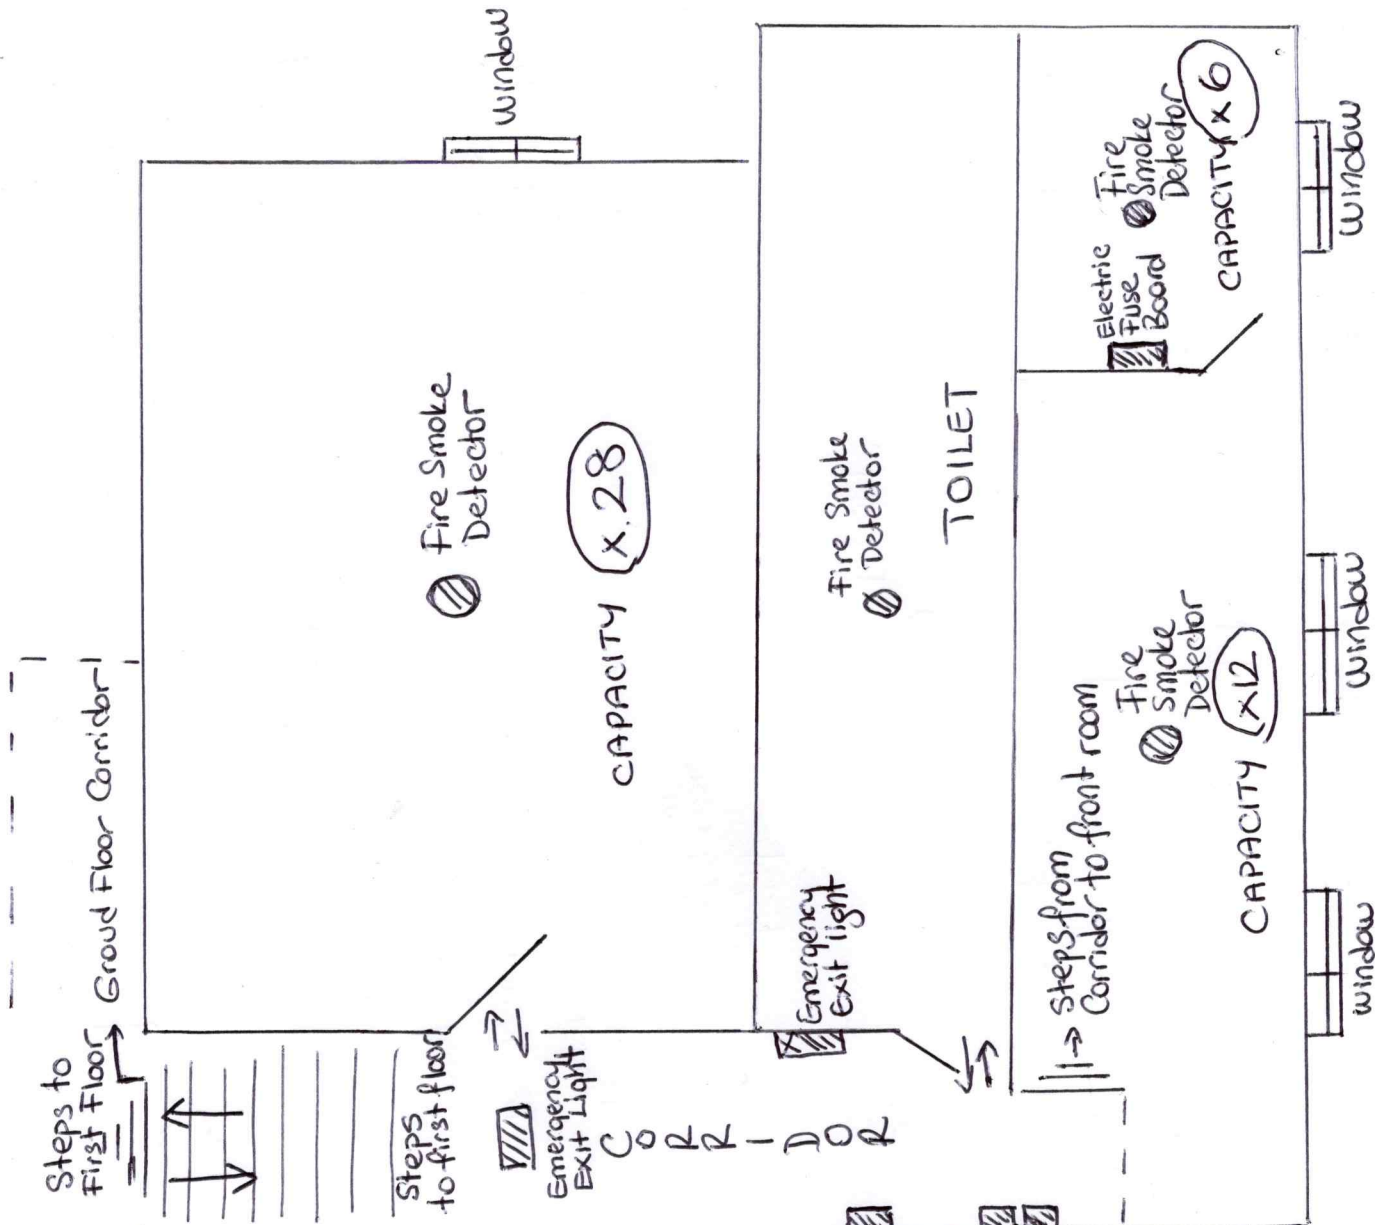 Steps to
First Floor
Groud Floor Corridor
Steps
to first floor
Emergency
Exit Light
CORRIDOR
Window
Fire Smoke
Detector
CAPACITY x.28
Fire Smoke
Detector
TOILET
Emergency
Exit light
x
Electric
Fuse
Board
Fire
Smoke
Detector
CAPACITY x6
Steps from
Corridor to front room
Fire
Smoke
Detector
CAPACITY x12
Window
Window
Window